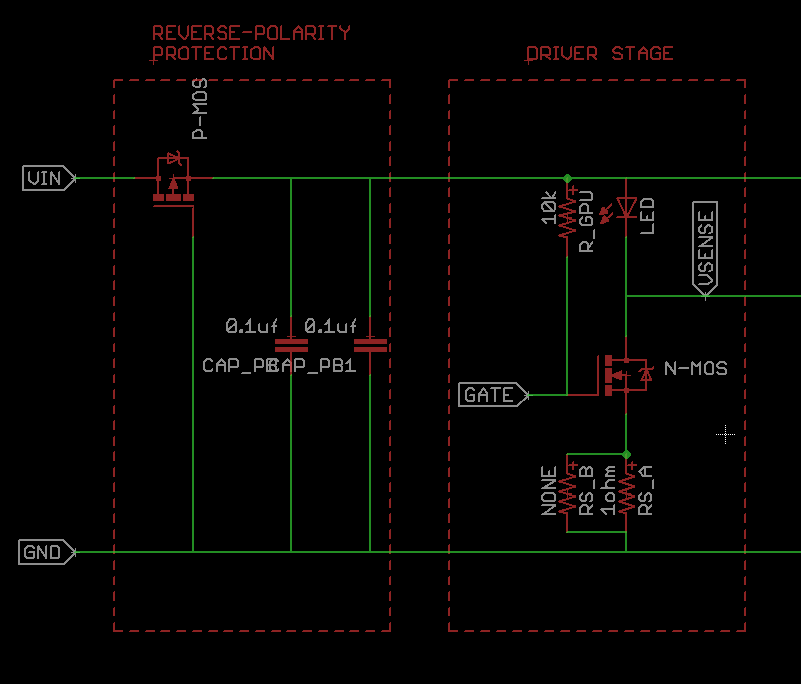 REVERSE-POLARITY
PROTECTION
DRIVER STAGE
P-MOS
VIN
10k
R_GPU
LED
VSENSE
0.1uf
0.1uf
CAP_PB
CAP_PB1
GATE
N-MOS
NONE
RS_B
1ohm
RS_A
GND